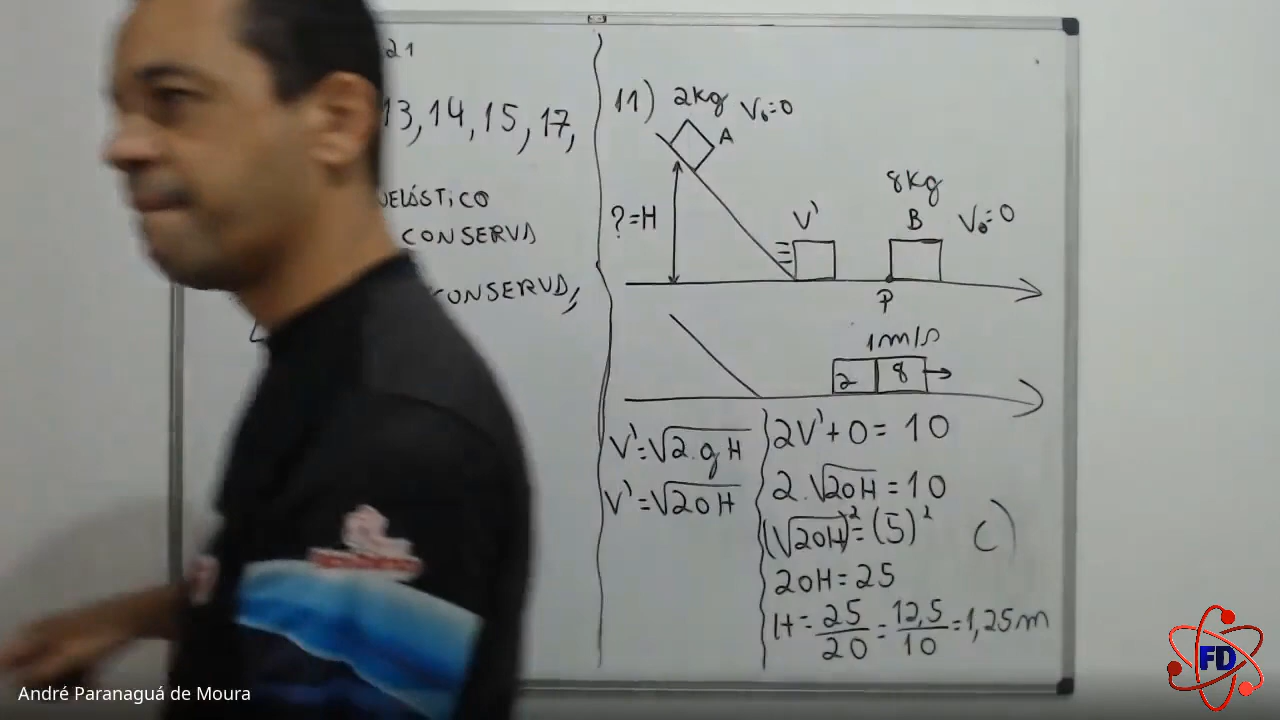 21
13, 14, 15, 17,
CONSERVA
CONSERVA,
11) 2kg V₀=0
A
?=H
V'
8kg
B V₀=0
P
1m/s
2 8
V'=√2.gH
V'=√20H
2V'+0=10
2.√20H=10
(√20H)²=(5)²
c)
20H=25
H=25/20=12,5/10=1,25m
André Paranaguá de Moura
FD